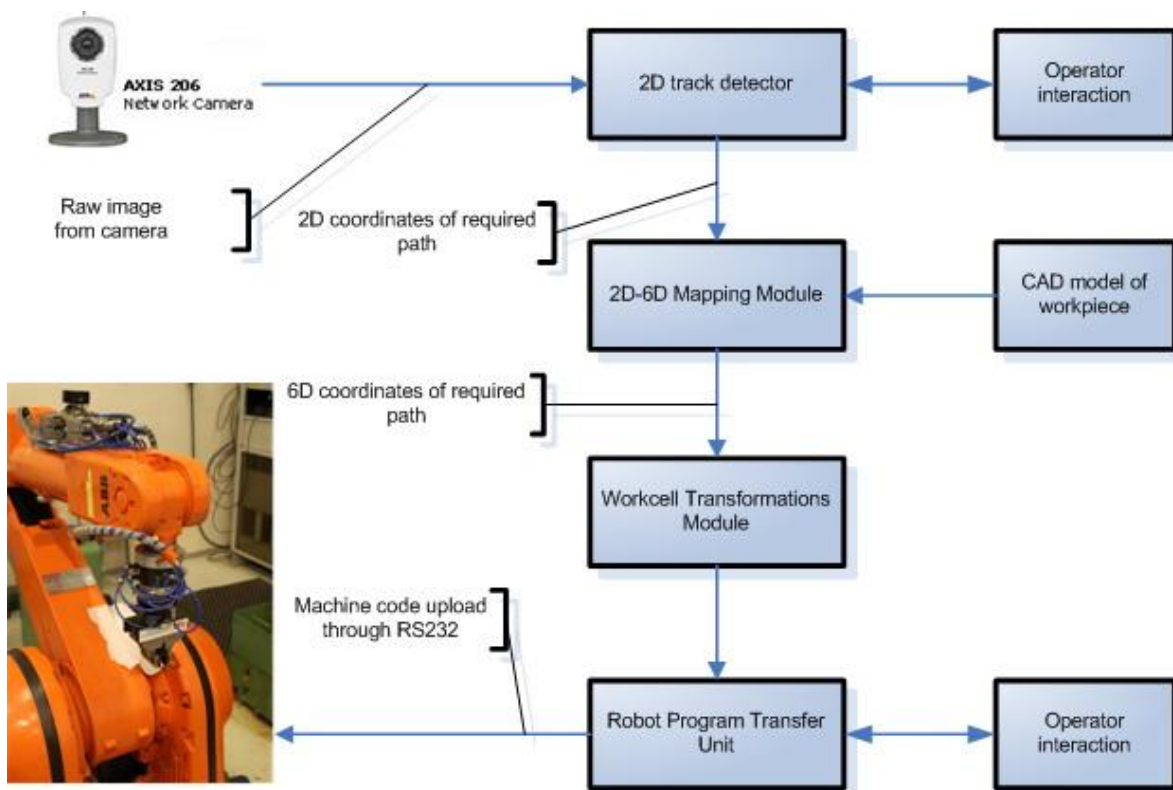 AXIS 206
Network Camera
2D track detector
Operator
interaction
Raw image
from camera
2D coordinates of required
path
2D-6D Mapping Module
CAD model of
workpiece
6D coordinates of required
path
ABB
Workcell Transformations
Module
Machine code upload
through RS232
Robot Program Transfer
Unit
Operator
interaction